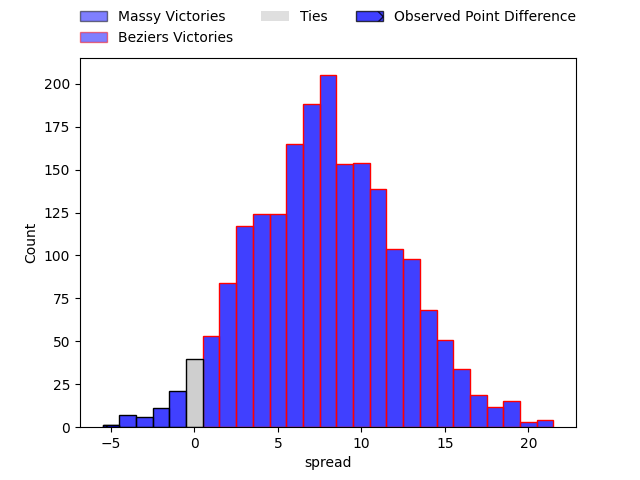 Massy Victories
Beziers Victories
Ties
Observed Point Difference
200
175
150
125
100
75
50
25
0
Count
−5
0
5
10
15
20
spread